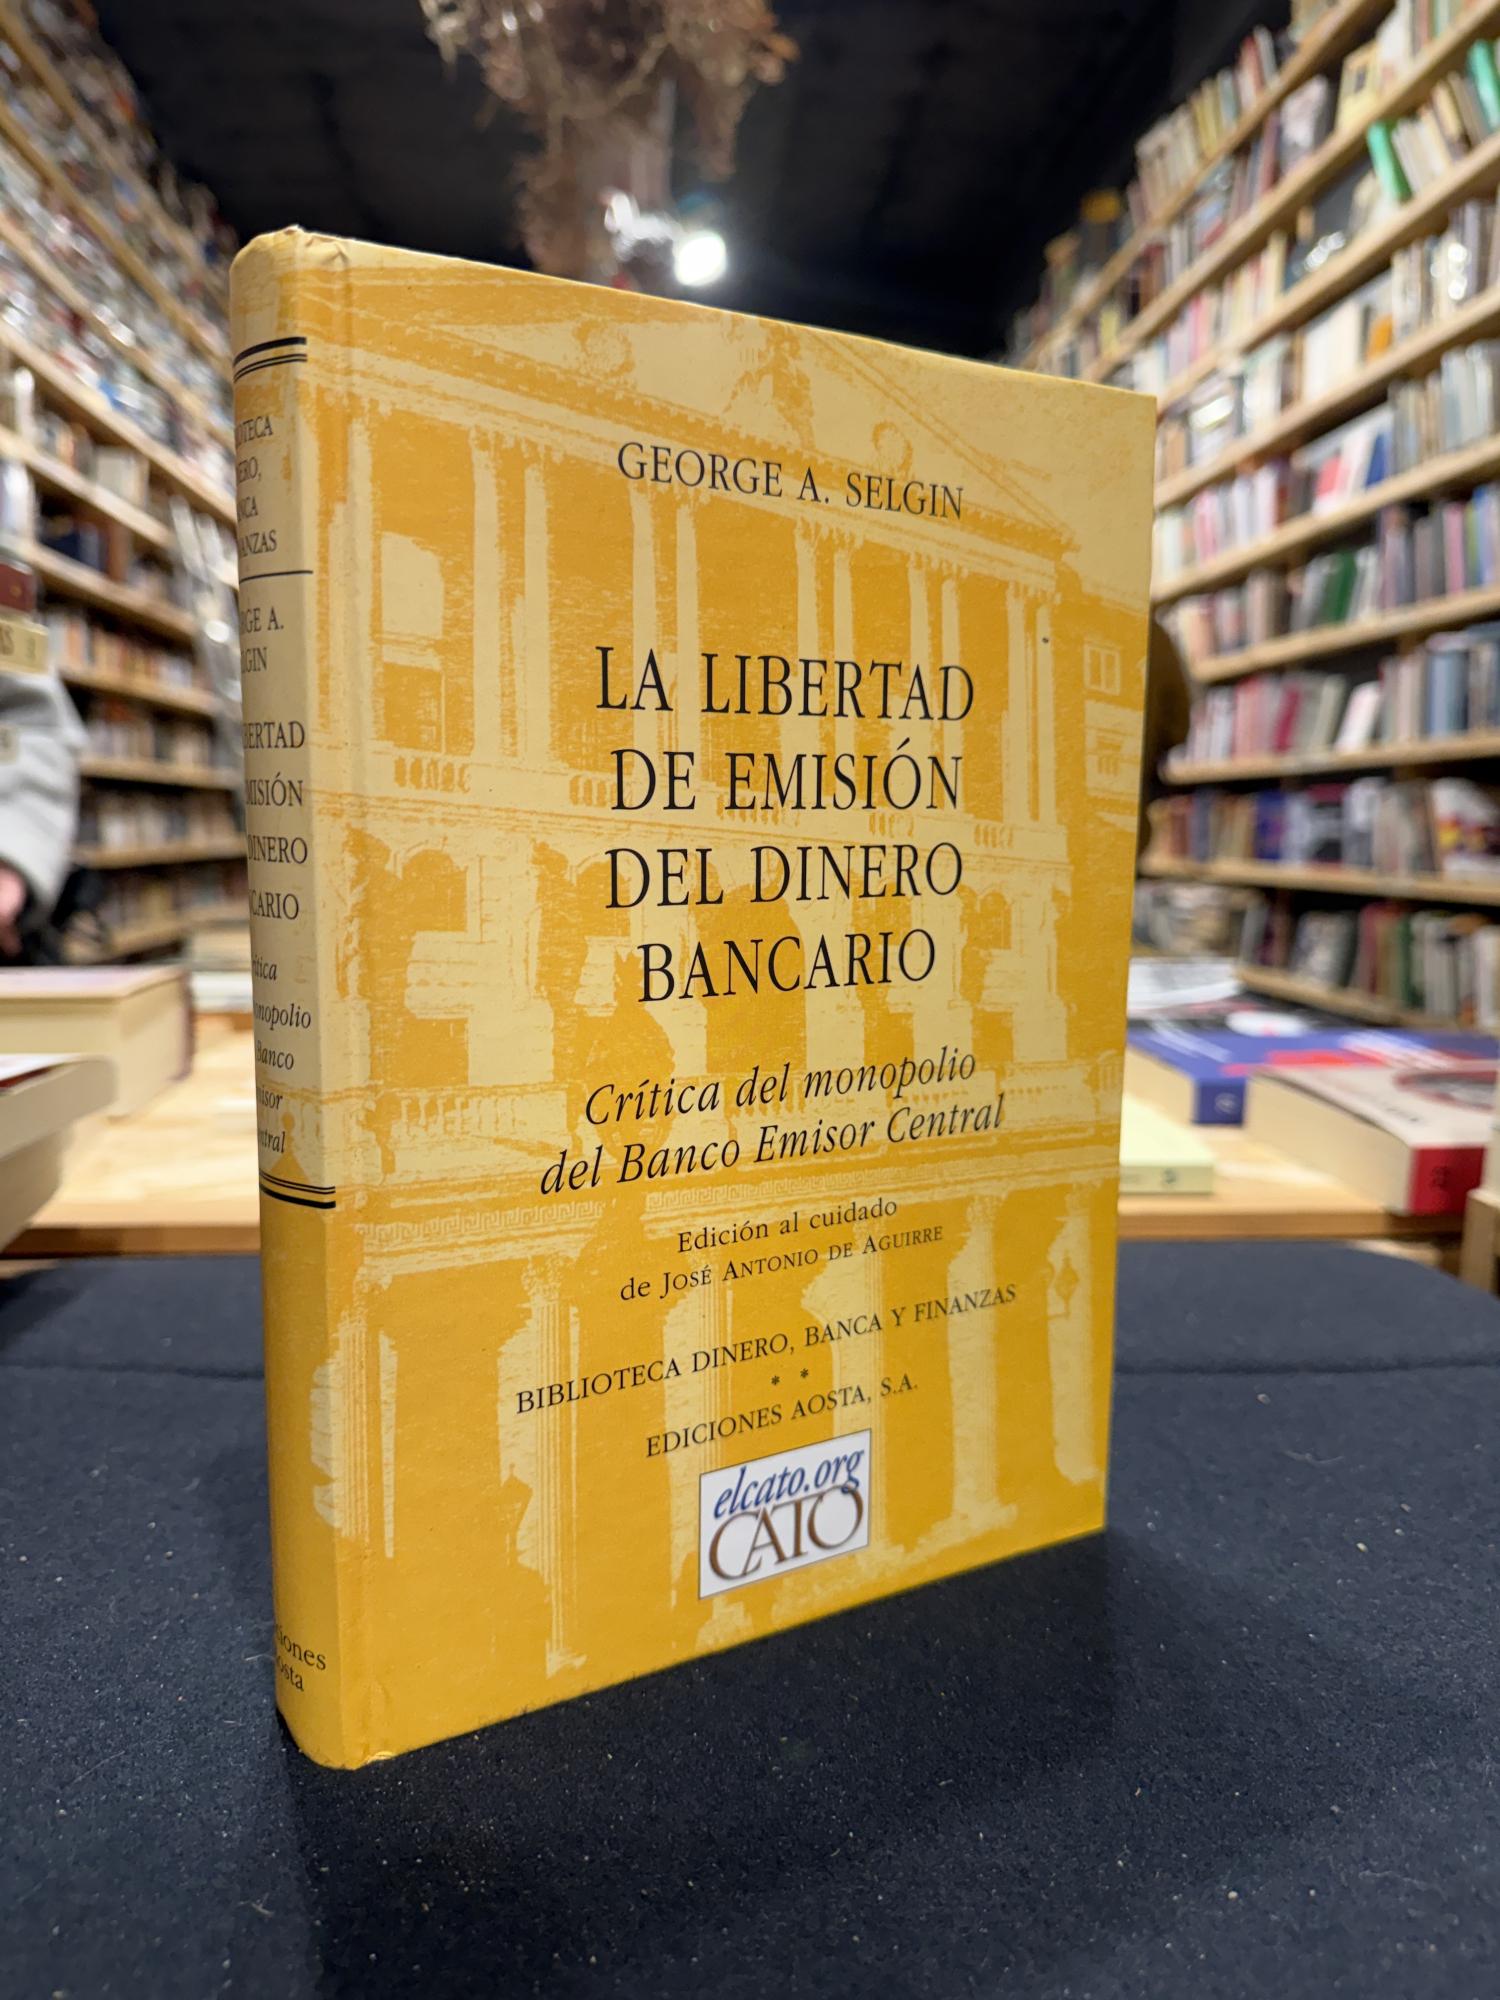 GEORGE A. SELGIN
LA LIBERTAD
DE EMISIÓN
DEL DINERO
BANCARIO
Crítica del monopolio
del Banco Emisor Central
Edición al cuidado
de JOSÉ ANTONIO DE AGUIRRE
BIBLIOTECA DINERO, BANCA Y FINANZAS
* *
EDICIONES AOSTA, S.A.
elcato.org
CATO